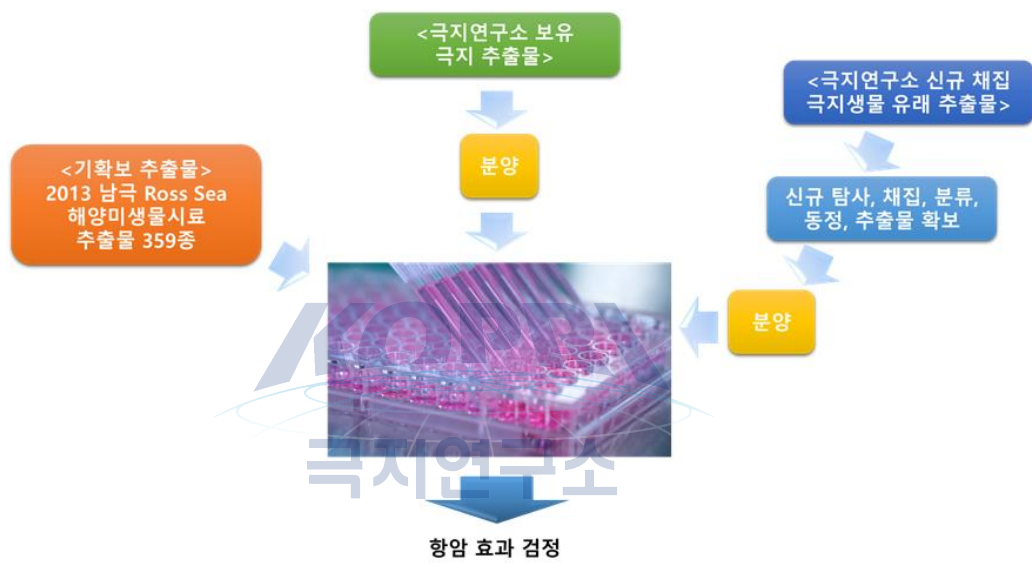 <극지연구소 보유
극지 추출물>
<극지연구소 신규 채집
극지생물 유래 추출물>
분양
<기확보 추출물>
2013 남극 Ross Sea
해양미생물시료
추출물 359종
신규 탐사, 채집, 분류,
동정, 추출물 확보
분양
KOPRI
극지연구소
항암 효과 검정